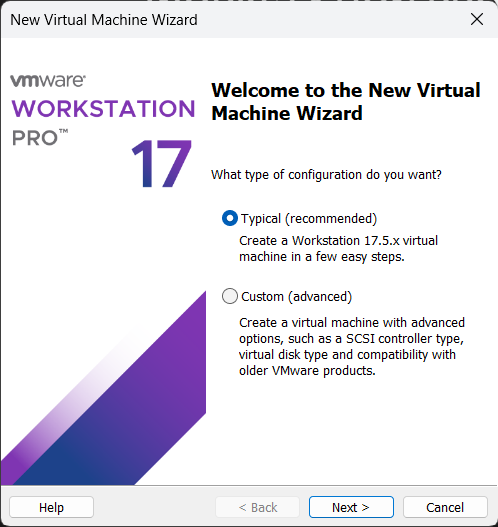 New Virtual Machine Wizard
vmware®
WORKSTATION
PRO™
17
Welcome to the New Virtual
Machine Wizard
What type of configuration do you want?
Typical (recommended)
Create a Workstation 17.5.x virtual
machine in a few easy steps.
Custom (advanced)
Create a virtual machine with advanced
options, such as a SCSI controller type,
virtual disk type and compatibility with
older VMware products.
Help
< Back
Next >
Cancel